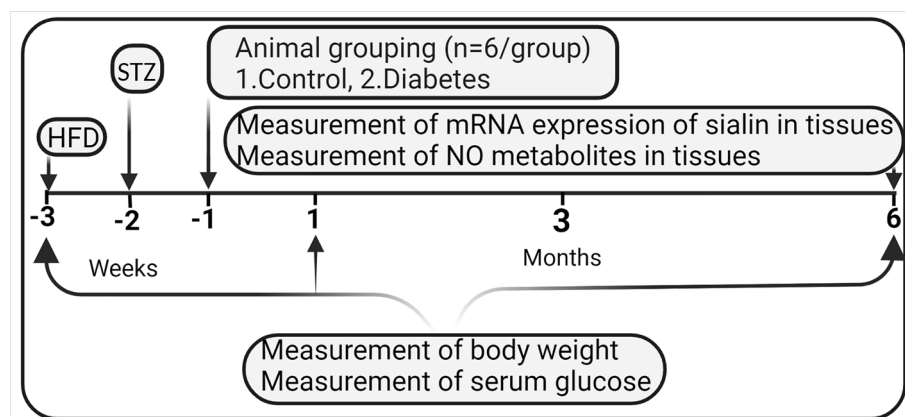 Animal grouping (n=6/group)
1.Control, 2.Diabetes
STZ
HFD
Measurement of mRNA expression of sialin in tissues
Measurement of NO metabolites in tissues
-3
-2
-1
1
3
6
Weeks
Months
Measurement of body weight
Measurement of serum glucose